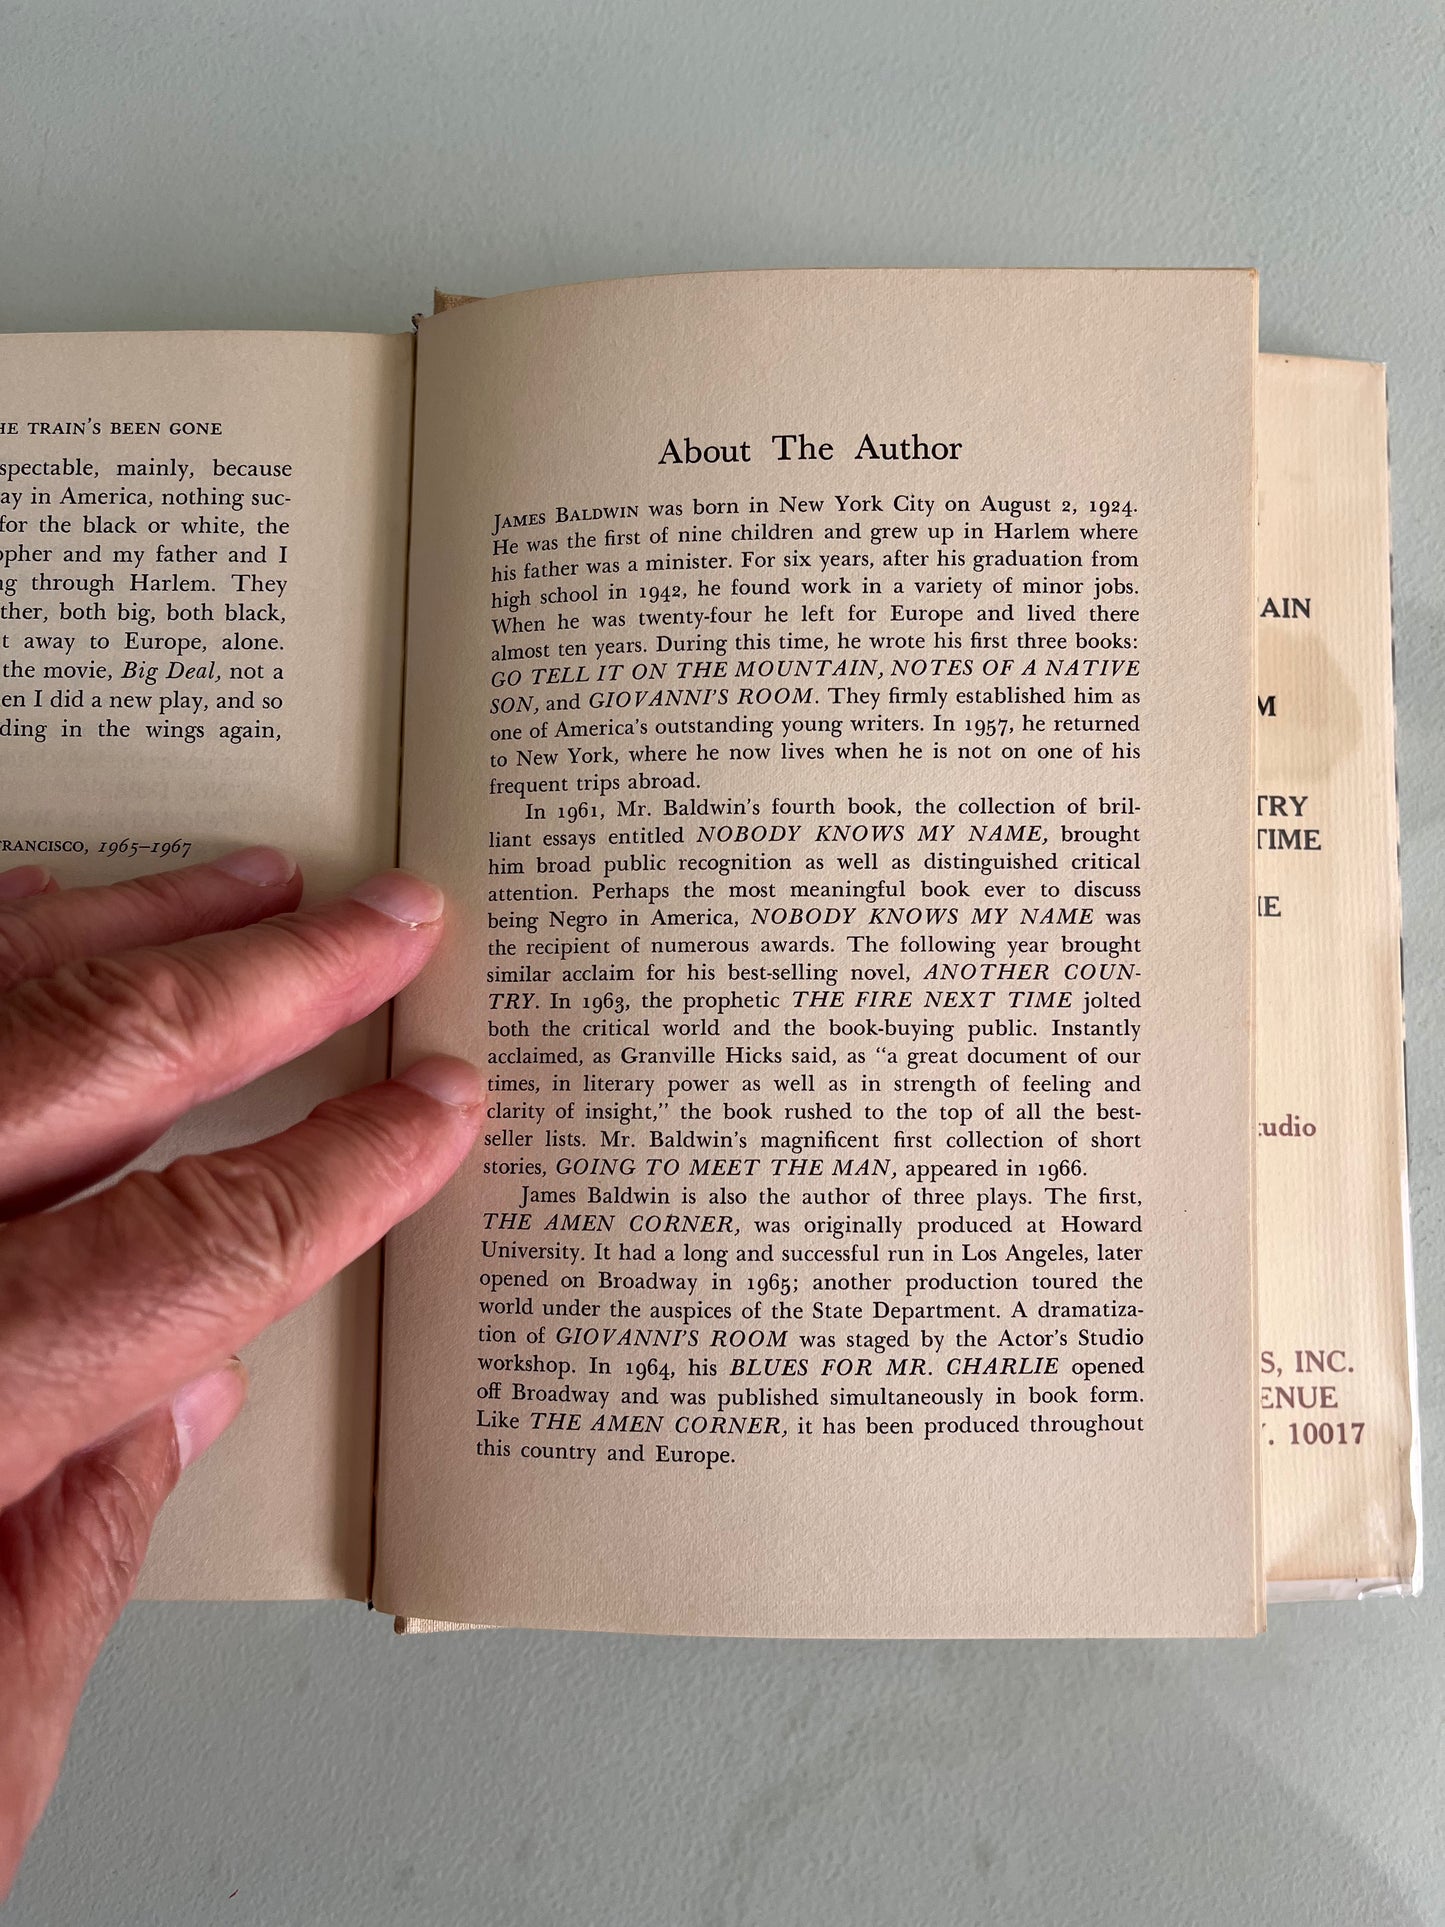 TRAIN'S BEEN GONE
mainly, because
in America, nothing suc-
for the black or white, the
and my father and I
through Harlem. They
both big, both black,
away to Europe, alone.
the movie, Big Deal, not a
I did a new play, and so
in the wings again,
1965–1967
About The Author
JAMES BALDWIN was born in New York City on August 2, 1924.
He was the first of nine children and grew up in Harlem where
his father was a minister. For six years, after his graduation from
high school in 1942, he found work in a variety of minor jobs.
When he was twenty-four he left for Europe and lived there
almost ten years. During this time, he wrote his first three books:
GO TELL IT ON THE MOUNTAIN, NOTES OF A NATIVE
SON, and GIOVANNI'S ROOM. They firmly established him as
one of America's outstanding young writers. In 1957, he returned
to New York, where he now lives when he is not on one of his
frequent trips abroad.
In 1961, Mr. Baldwin's fourth book, the collection of bril-
liant essays entitled NOBODY KNOWS MY NAME, brought
him broad public recognition as well as distinguished critical
attention. Perhaps the most meaningful book ever to discuss
being Negro in America, NOBODY KNOWS MY NAME was
the recipient of numerous awards. The following year brought
similar acclaim for his best-selling novel, ANOTHER COUN-
TRY. In 1963, the prophetic THE FIRE NEXT TIME jolted
both the critical world and the book-buying public. Instantly
acclaimed, as Granville Hicks said, as "a great document of our
times, in literary power as well as in strength of feeling and
clarity of insight," the book rushed to the top of all the best-
seller lists. Mr. Baldwin's magnificent first collection of short
stories, GOING TO MEET THE MAN, appeared in 1966.
James Baldwin is also the author of three plays. The first,
THE AMEN CORNER, was originally produced at Howard
University. It had a long and successful run in Los Angeles, later
opened on Broadway in 1965; another production toured the
world under the auspices of the State Department. A dramatiza-
tion of GIOVANNI'S ROOM was staged by the Actor's Studio
workshop. In 1964, his BLUES FOR MR. CHARLIE opened
off Broadway and was published simultaneously in book form.
Like THE AMEN CORNER, it has been produced throughout
this country and Europe.
TIME
INC.
10017